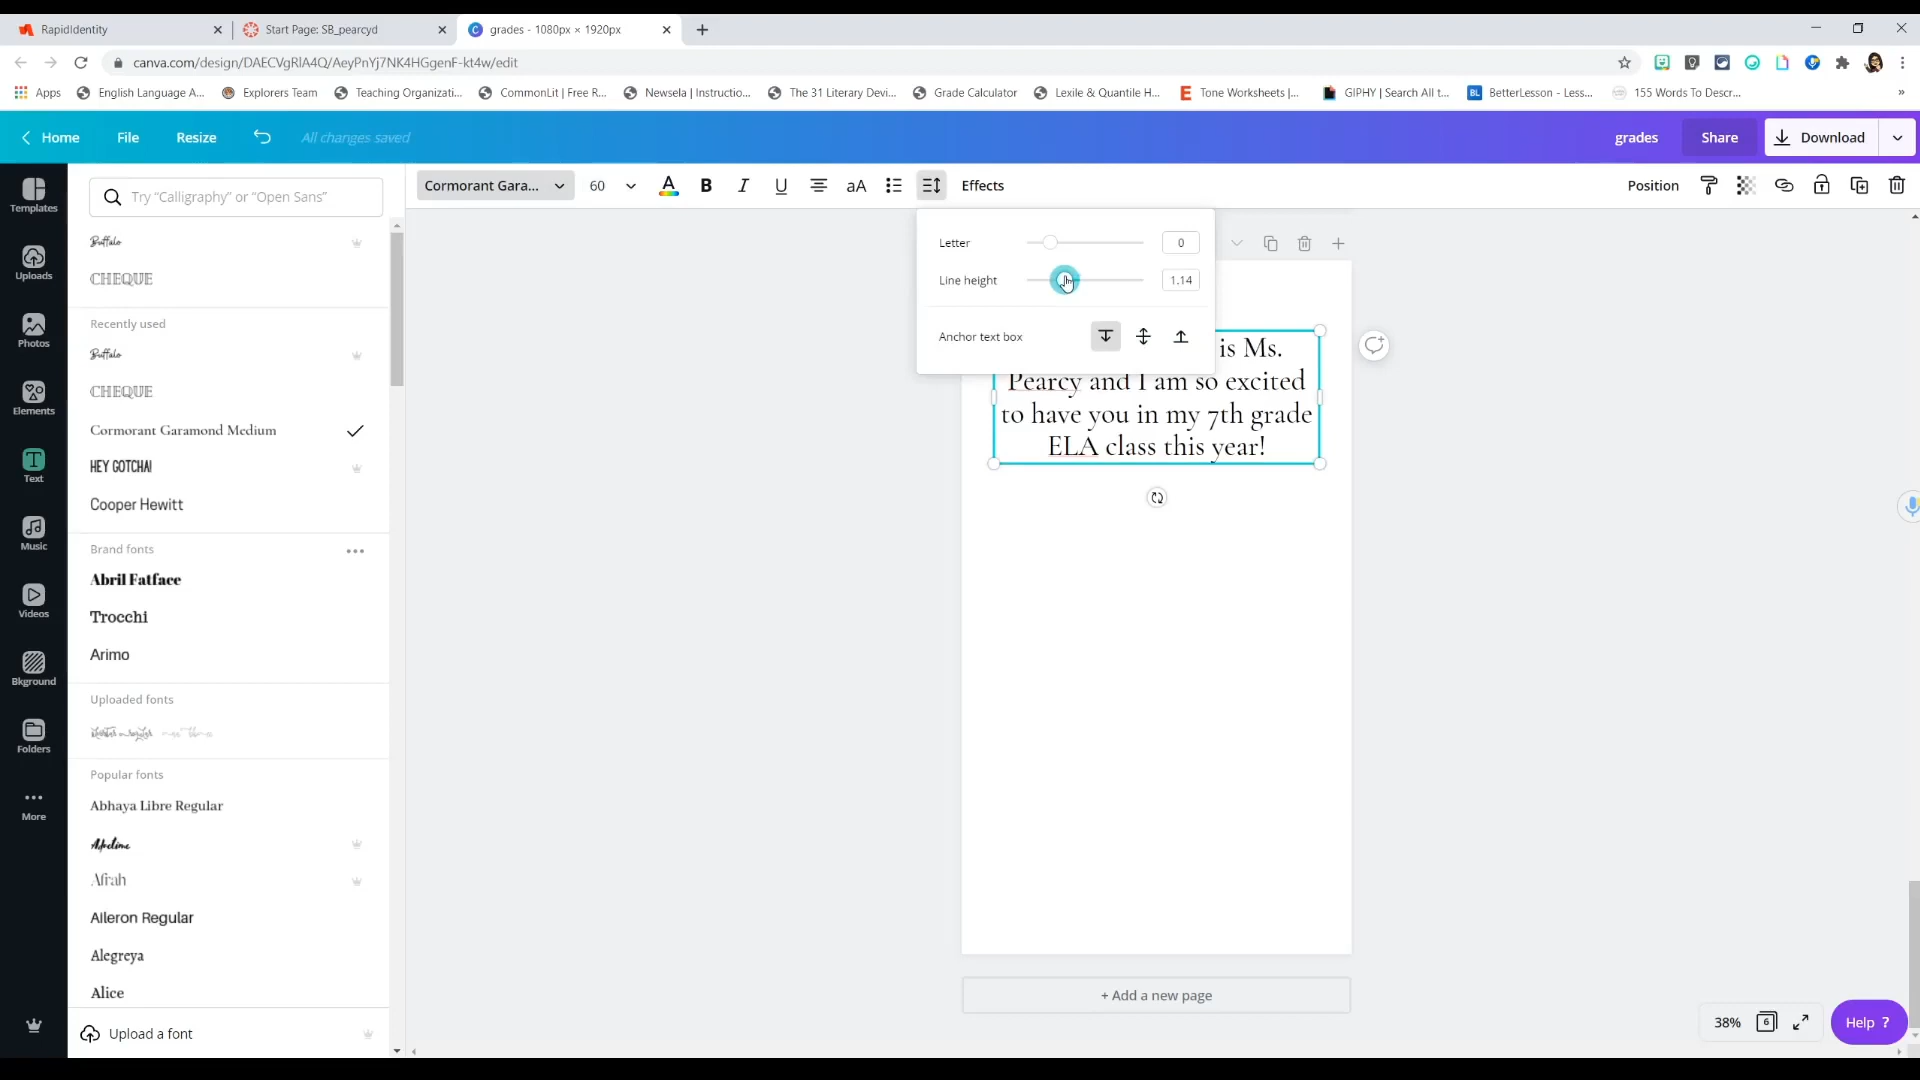 RapidIdentity
Start Page: SB_pearcyd
grades - 1080px × 1920px
canva.com/design/DAECVgRlA4Q/AeyPnYj7NK4HGgenF-kt4w/edit
Apps
English Language A...
Explorers Team
Teaching Organizati...
CommonLit | Free R...
Newsela | Instructio...
The 31 Literary Devi...
Grade Calculator
Lexile & Quantile H...
Tone Worksheets |...
GIPHY | Search All t...
BetterLesson - Less...
155 Words To Descr...
Home
File
Resize
All changes saved
grades
Share
Download
Cormorant Gara...
60
B
I
U
aA
Effects
Position
Templates
Uploads
Photos
Elements
Text
Music
Videos
Bkground
Folders
More
Try “Calligraphy” or “Open Sans”
Buffalo
CHEQUE
Recently used
Buffalo
CHEQUE
Cormorant Garamond Medium
HEY GOTCHA!
Cooper Hewitt
Brand fonts
Abril Fatface
Trocchi
Arimo
Uploaded fonts
Popular fonts
Abhaya Libre Regular
Adreline
Afrah
Aileron Regular
Alegreya
Alice
Upload a font
Letter
0
Line height
1.14
Anchor text box
is Ms.
Pearcy and I am so excited
to have you in my 7th grade
ELA class this year!
+ Add a new page
38%
6
Help ?